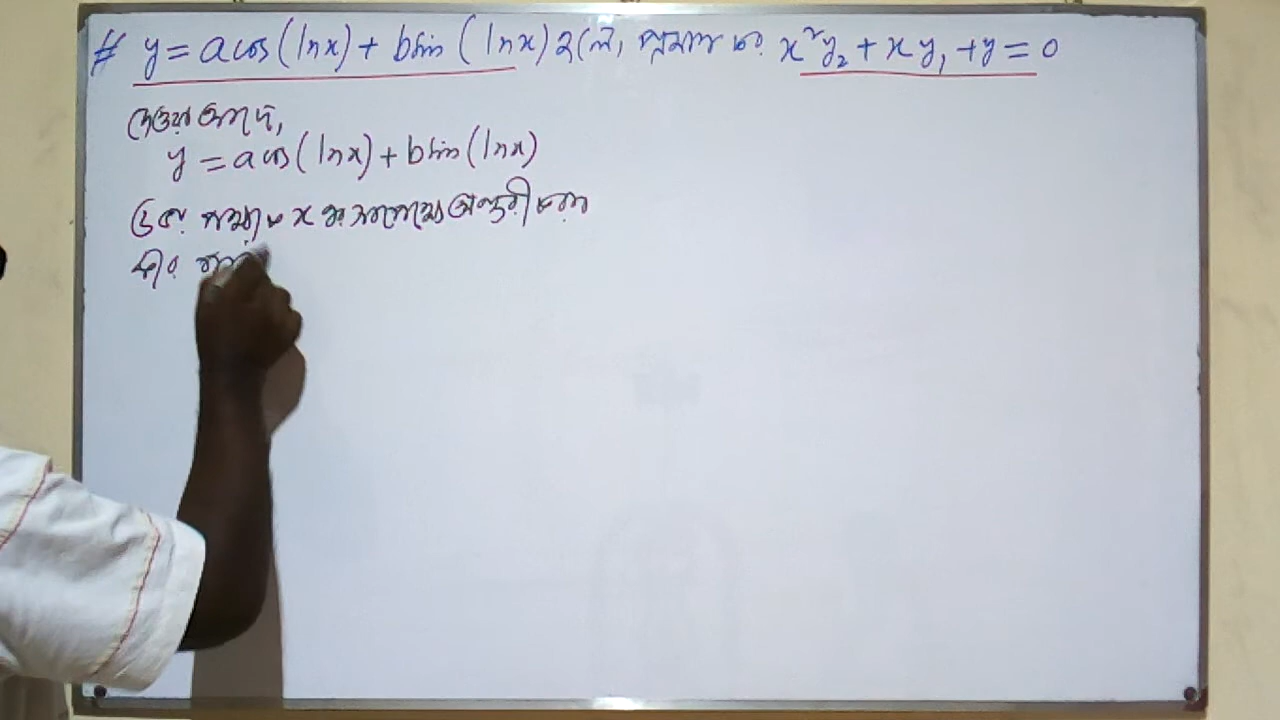 # y = a cos (ln x) + b sin (ln x) হলে, প্রমাণ কর x²y₂ + xy₁ + y = 0
দেওয়া আছে,
y = a cos (ln x) + b sin (ln x)
উভয় পক্ষকে x এর সাপেক্ষে অন্তরীকরণ
করে